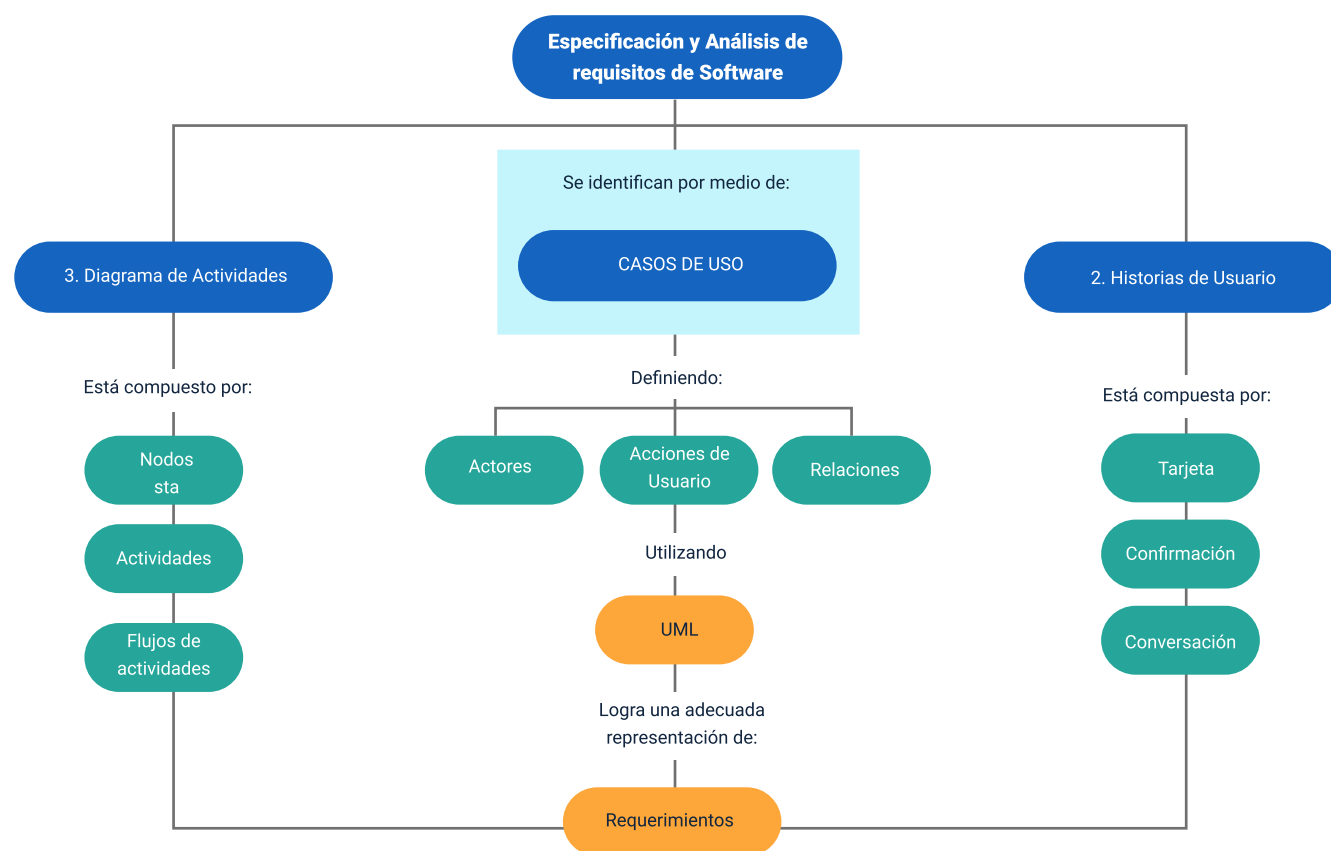 Especificación y Análisis de
requisitos de Software
Se identifican por medio de:
CASOS DE USO
3. Diagrama de Actividades
2. Historias de Usuario
Está compuesto por:
Definiendo:
Está compuesta por:
Nodos
sta
Actividades
Flujos de
actividades
Actores
Acciones de
Usuario
Relaciones
Utilizando
UML
Logra una adecuada
representación de:
Tarjeta
Confirmación
Conversación
Requerimientos